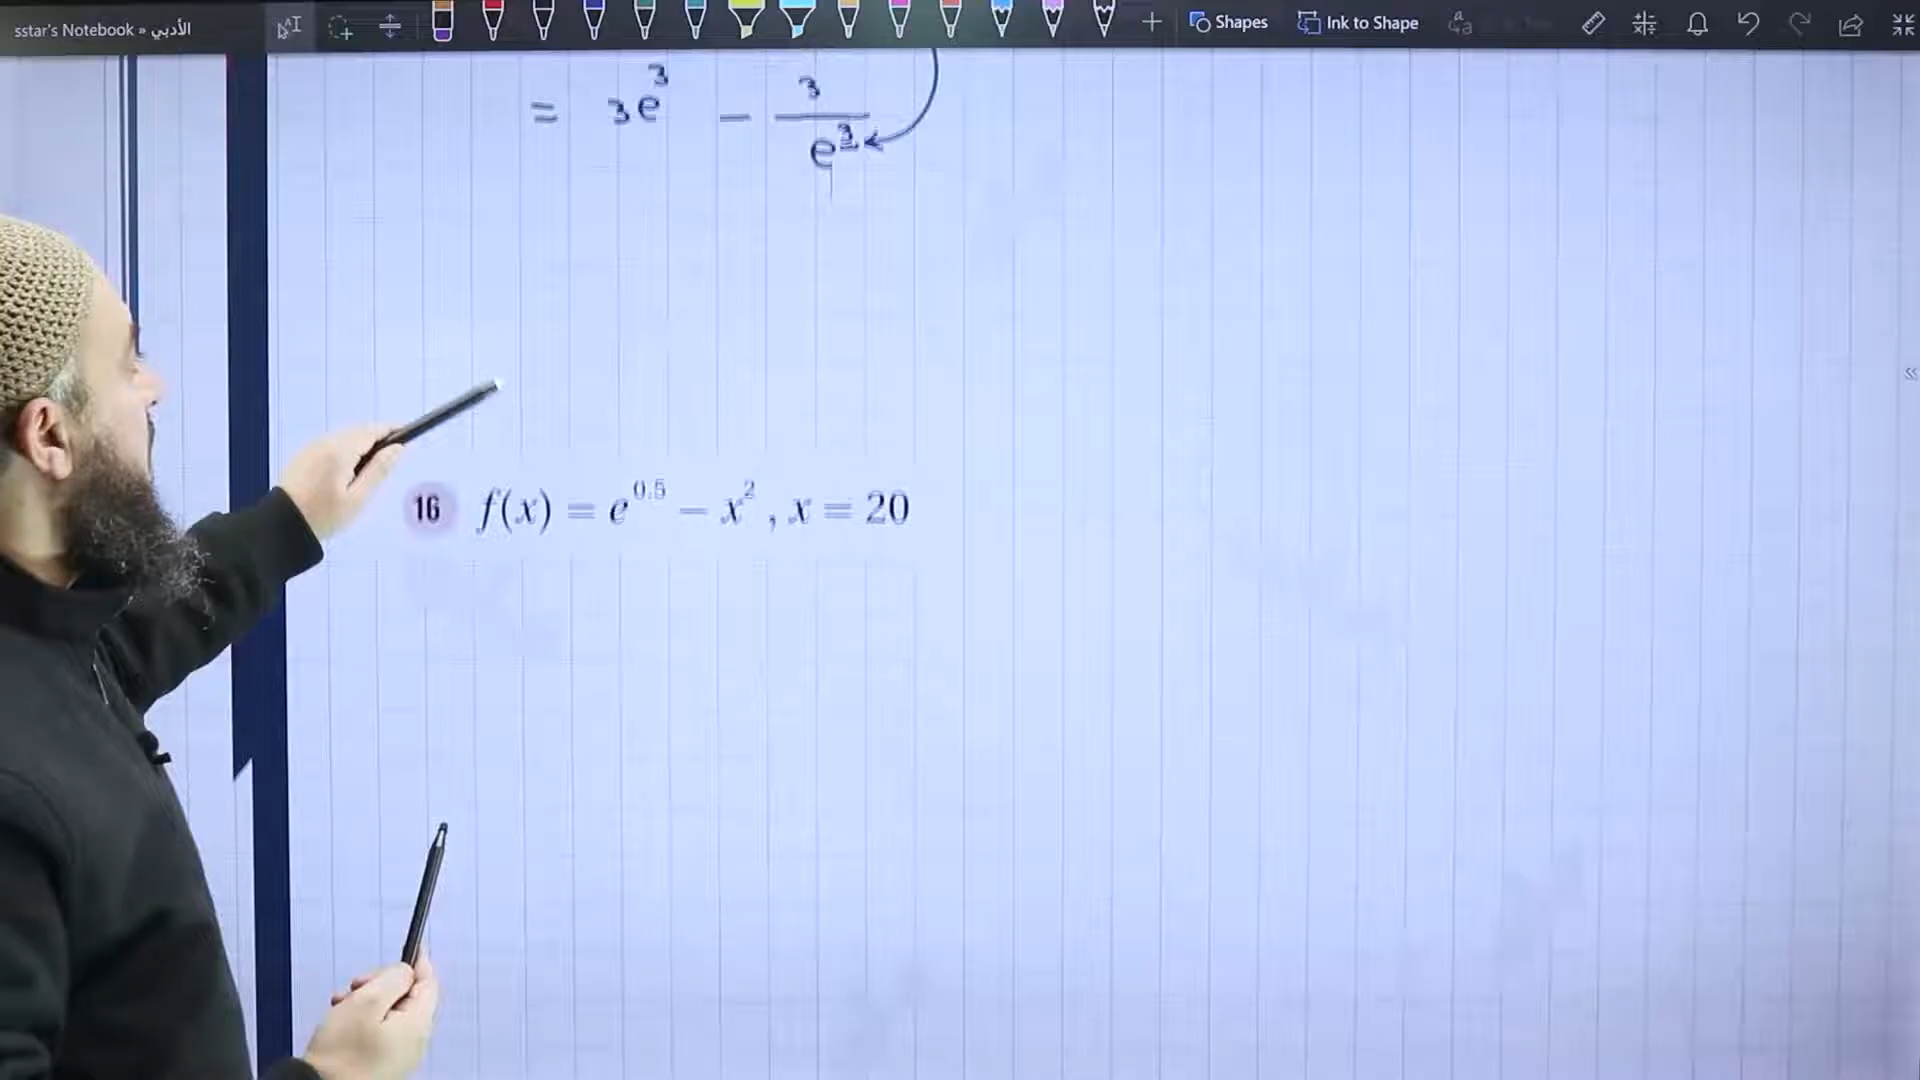 sstar's Notebook » الأدبي
Shapes
Ink to Shape
= 3e³ − 3/e³
16 f(x) = e^0.5 − x², x = 20